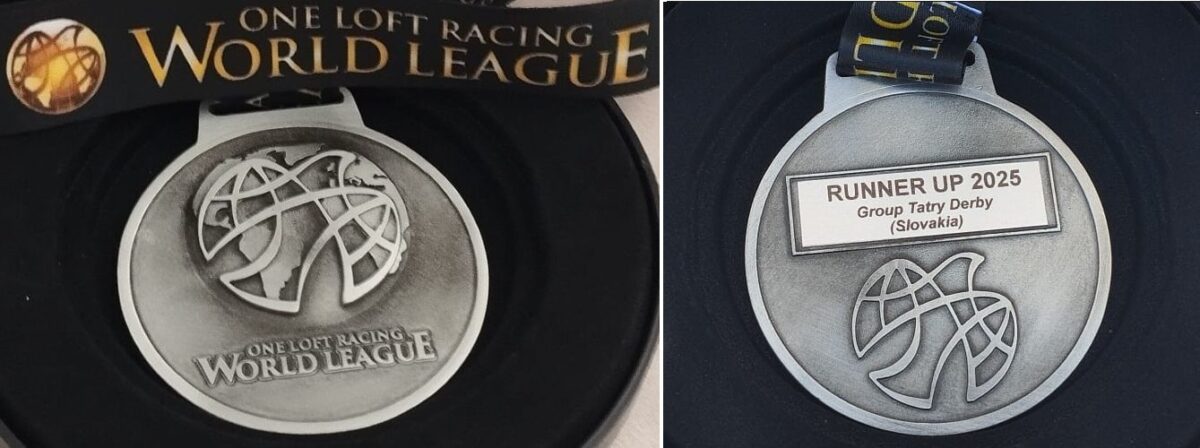 ONE LOFT RACING
WORLD LEAGUE
ONE LOFT RACING
WORLD LEAGUE
RUNNER UP 2025
Group Tatry Derby
(Slovakia)